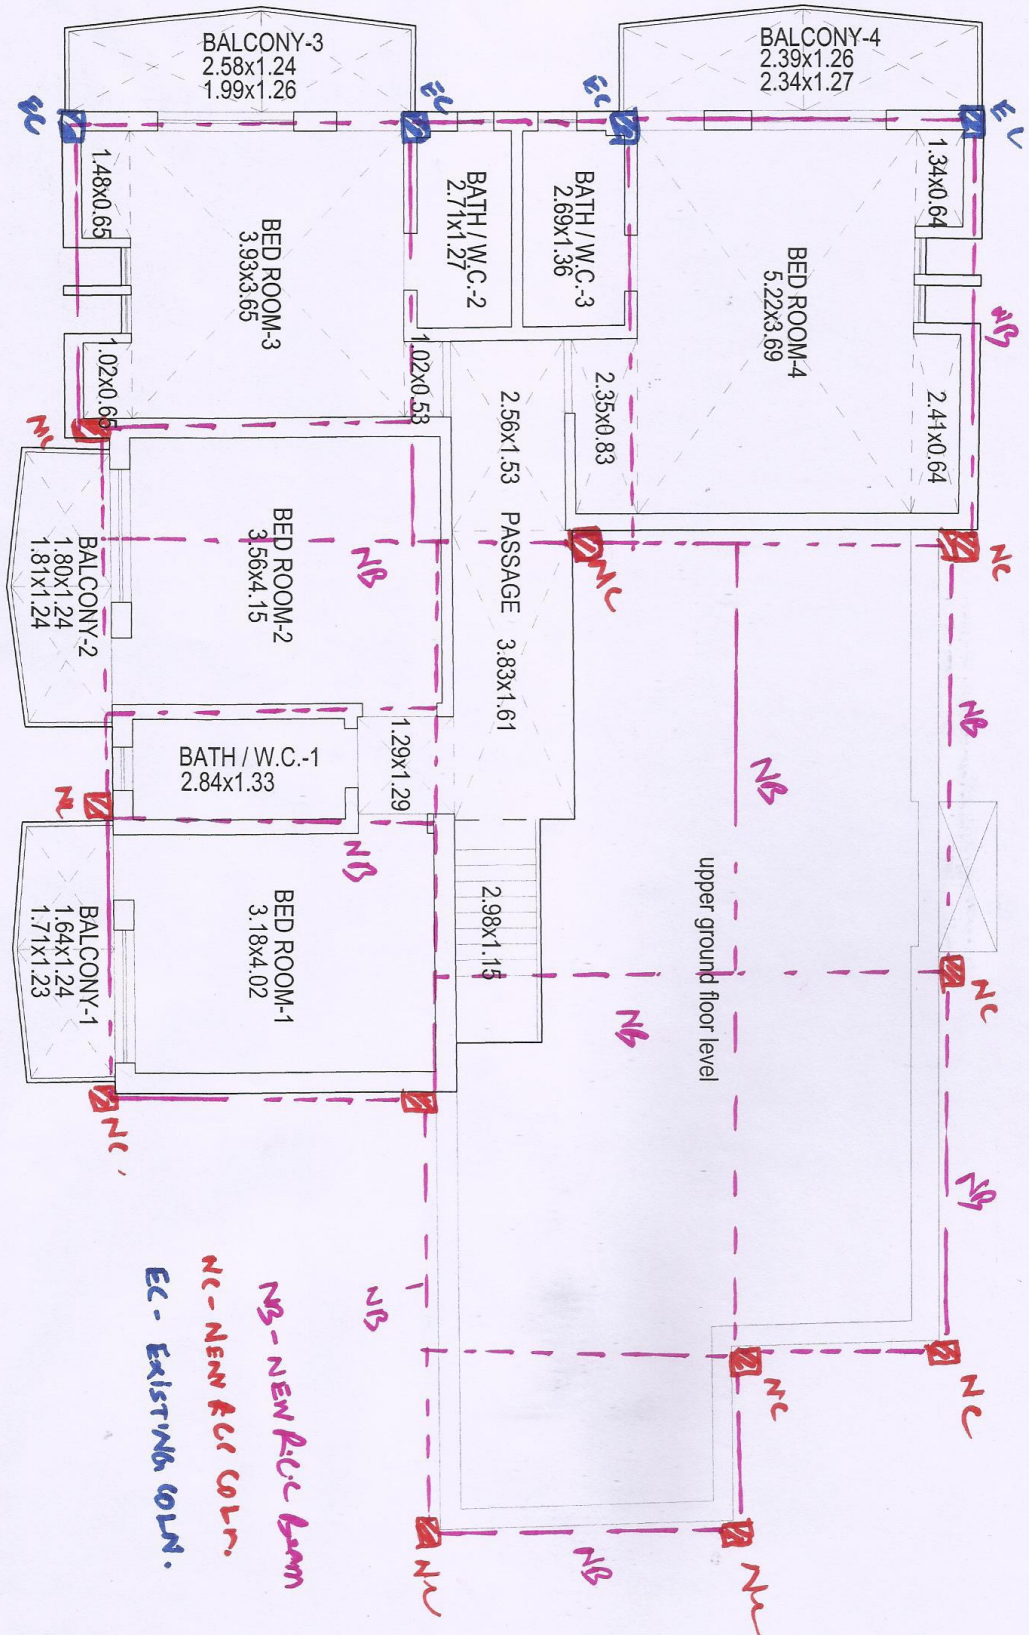 BALCONY-3
2.58x1.24
1.99x1.26
BALCONY-4
2.39x1.26
2.34x1.27
EC
EC
EC
EC
1.48x0.65
BED ROOM-3
3.93x3.65
BATH / W.C.-2
2.71x1.27
BATH / W.C.-3
2.69x1.36
BED ROOM-4
5.22x3.69
1.34x0.64
NB
1.02x0.65
1.02x0.53
2.35x0.83
2.41x0.64
NC
2.56x1.53
PASSAGE
3.83x1.61
BALCONY-2
1.80x1.24
1.81x1.24
BED ROOM-2
3.56x4.15
NB
NC
NC
NB
NB
BATH / W.C.-1
2.84x1.33
1.29x1.29
NC
NB
upper ground floor level
BALCONY-1
1.64x1.24
1.71x1.23
BED ROOM-1
3.18x4.02
2.98x1.15
NC
NB
NC
NB
NB
NC
NC
NB
NC
NC
NB - NEW R.C.C Beam
NC - NEW RCC COLN.
EC - EXISTING COLN.